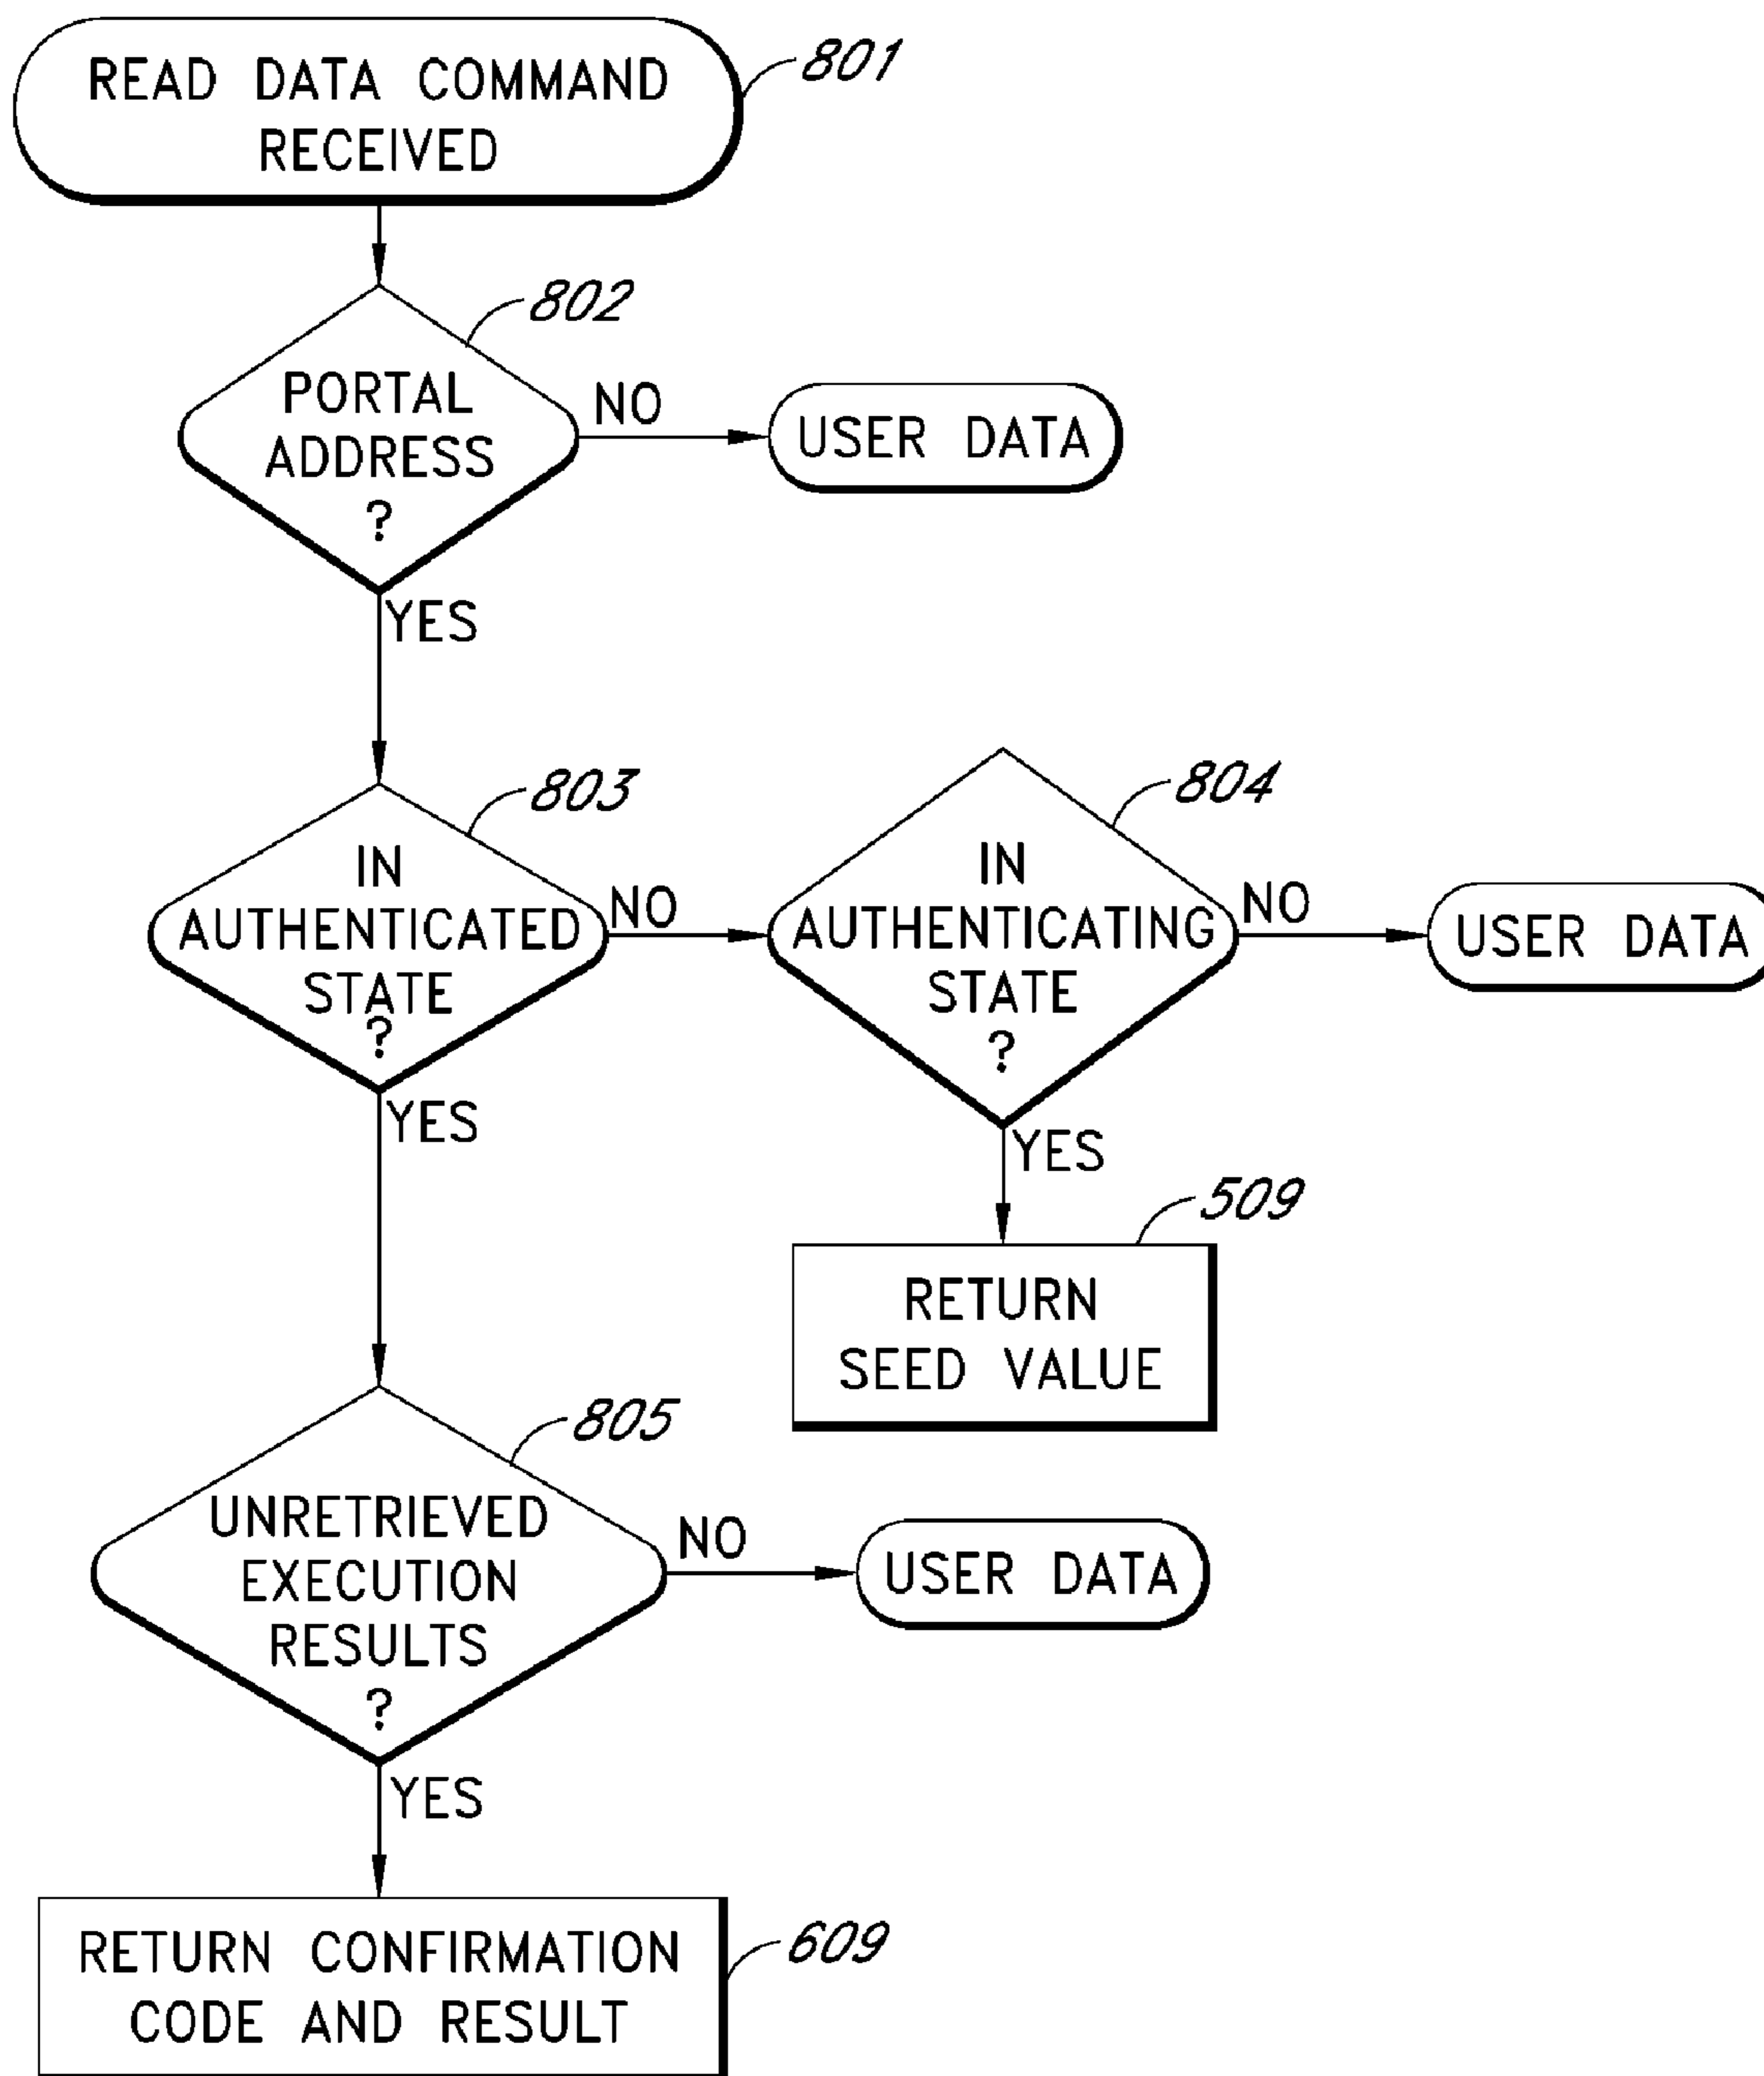 READ DATA COMMAND
RECEIVED
801
802
PORTAL
ADDRESS
?
NO
USER DATA
YES
803
IN
AUTHENTICATED
STATE
?
NO
804
IN
AUTHENTICATING
STATE
?
NO
USER DATA
YES
YES
509
RETURN
SEED VALUE
805
UNRETRIEVED
EXECUTION
RESULTS
?
NO
USER DATA
YES
RETURN CONFIRMATION
CODE AND RESULT
609